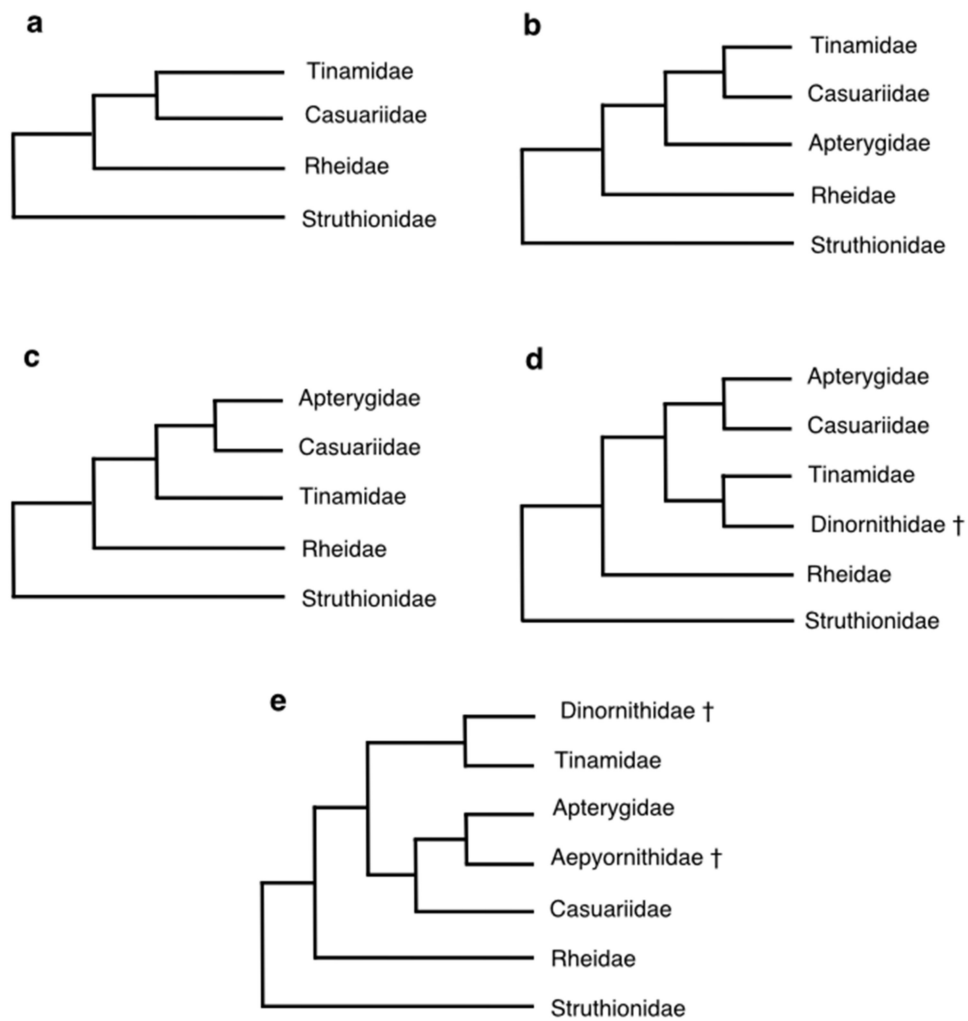 a
Tinamidae
Casuariidae
Rheidae
Struthionidae
b
Tinamidae
Casuariidae
Apterygidae
Rheidae
Struthionidae
c
Apterygidae
Casuariidae
Tinamidae
Rheidae
Struthionidae
d
Apterygidae
Casuariidae
Tinamidae
Dinornithidae †
Rheidae
Struthionidae
e
Dinornithidae †
Tinamidae
Apterygidae
Aepyornithidae †
Casuariidae
Rheidae
Struthionidae